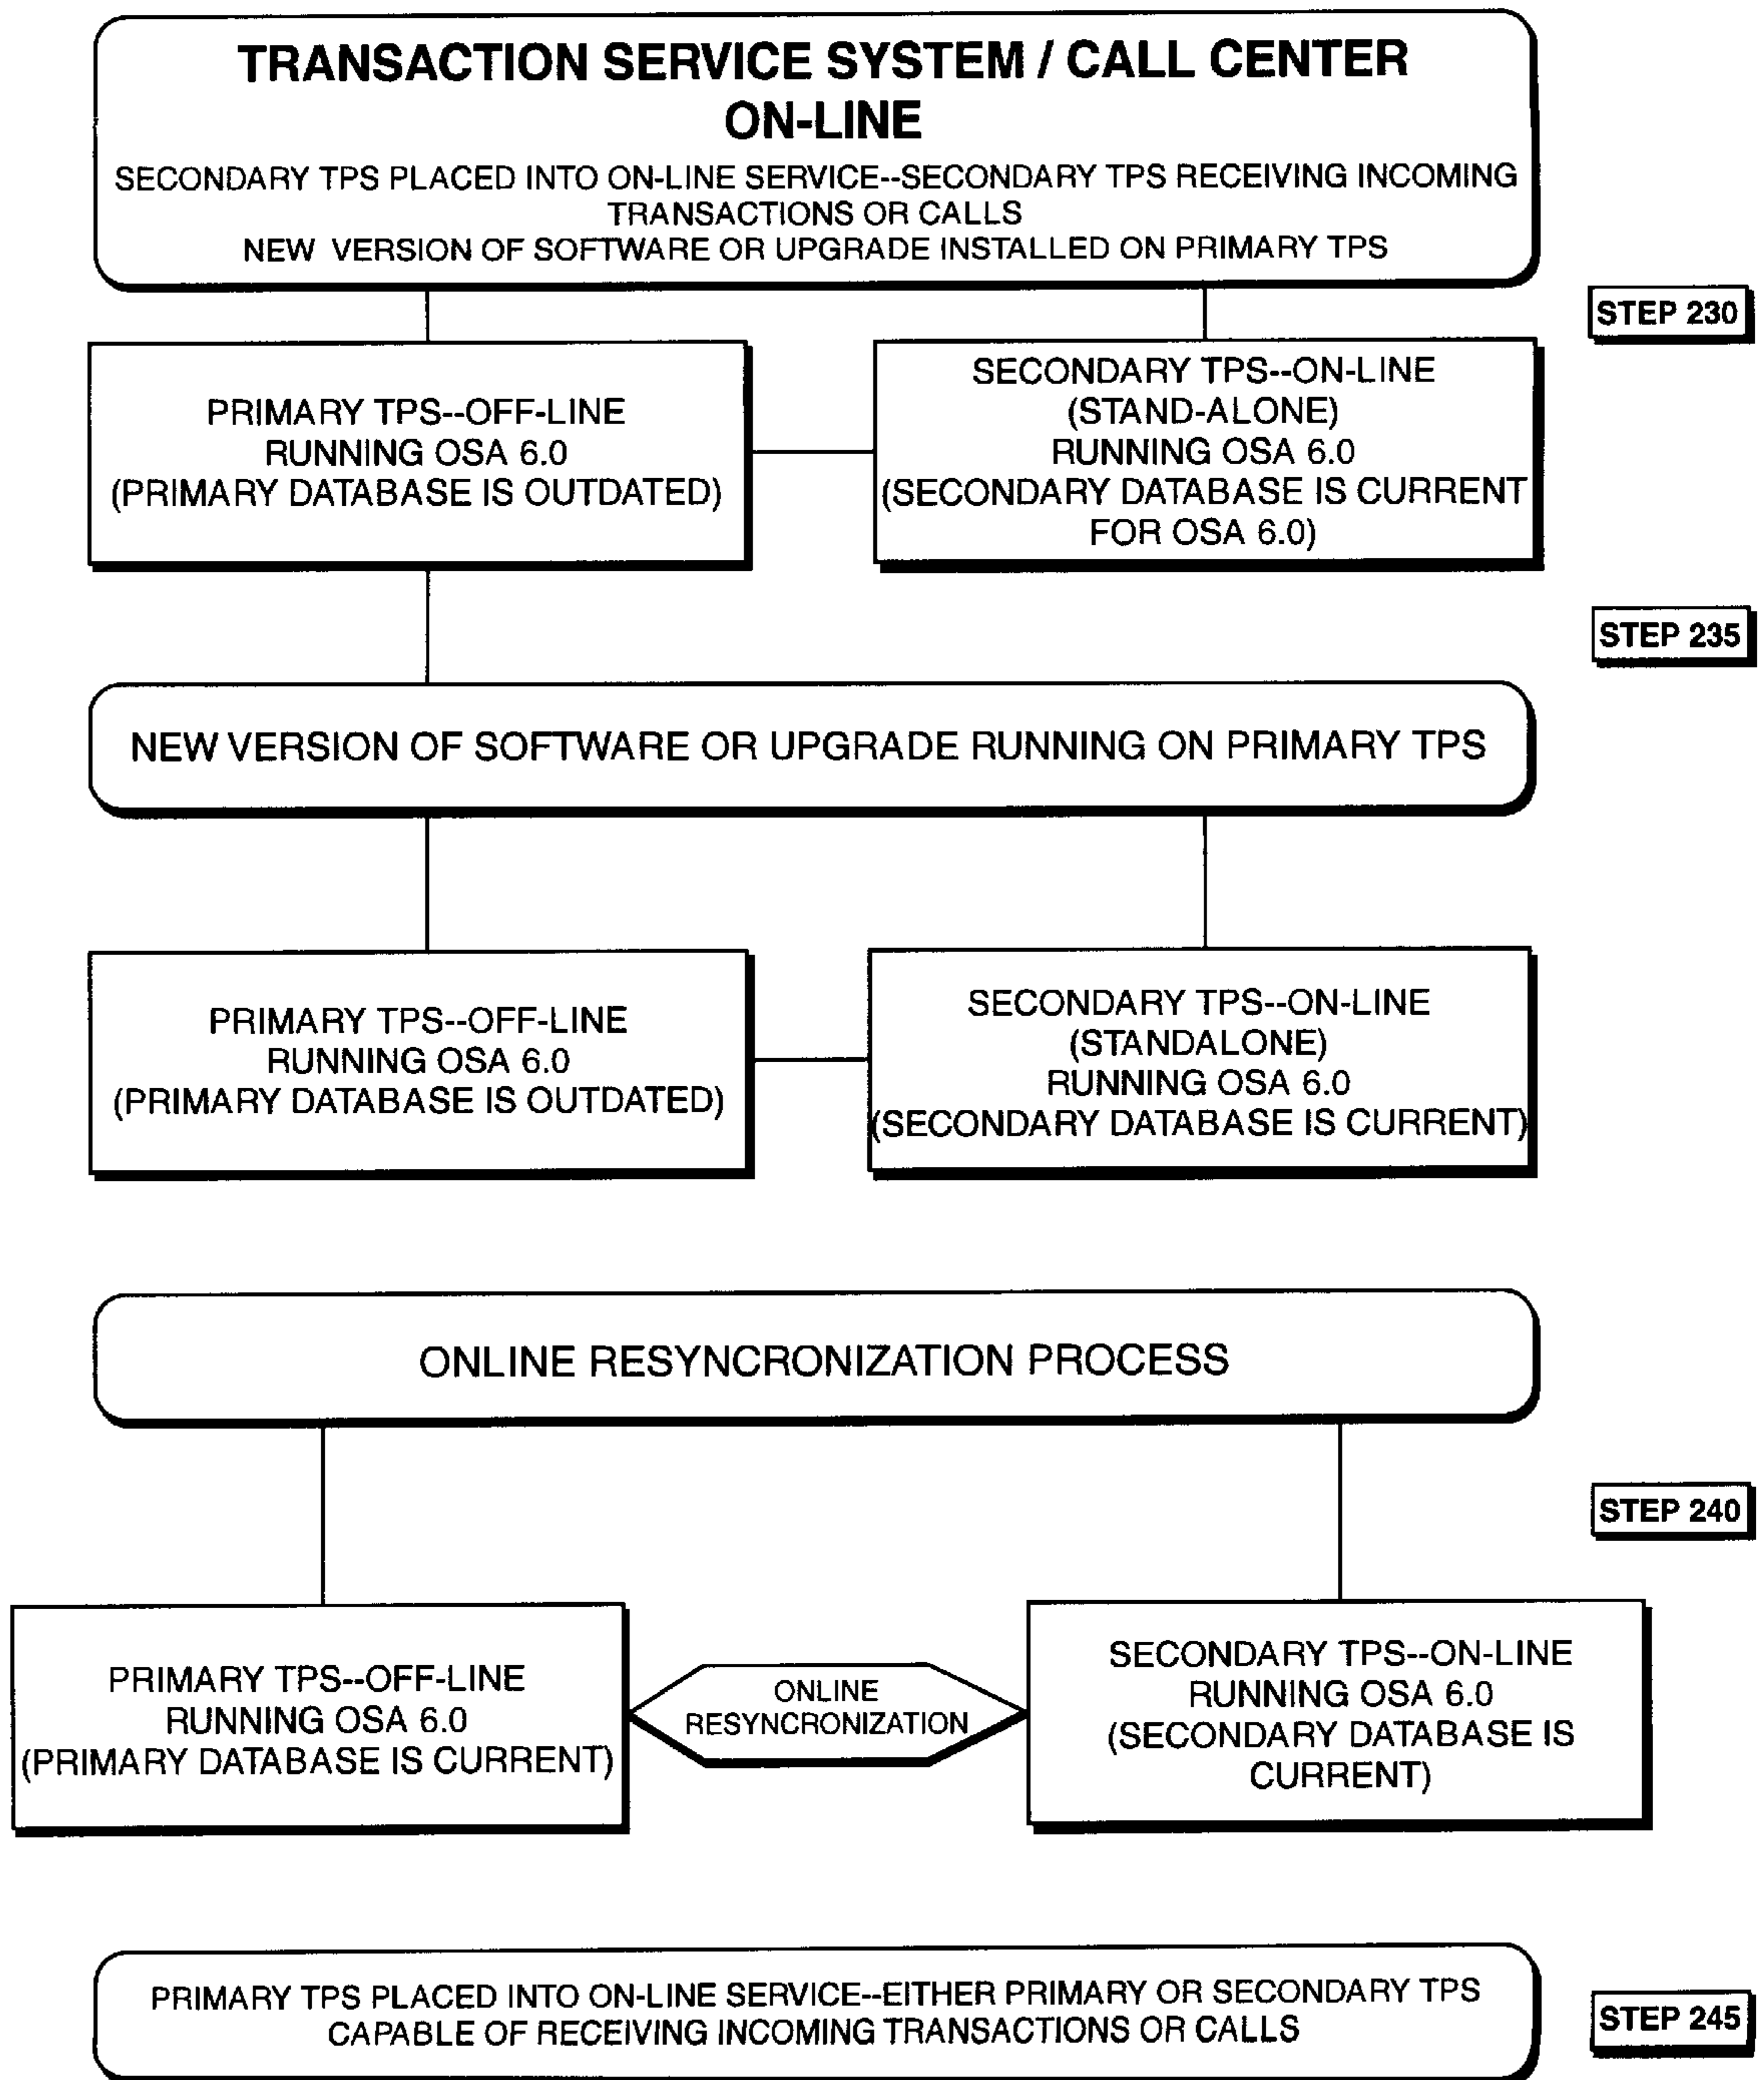 TRANSACTION SERVICE SYSTEM / CALL CENTER
ON-LINE
SECONDARY TPS PLACED INTO ON-LINE SERVICE--SECONDARY TPS RECEIVING INCOMING
TRANSACTIONS OR CALLS
NEW VERSION OF SOFTWARE OR UPGRADE INSTALLED ON PRIMARY TPS
STEP 230
PRIMARY TPS--OFF-LINE
RUNNING OSA 6.0
(PRIMARY DATABASE IS OUTDATED)
SECONDARY TPS--ON-LINE
(STAND-ALONE)
RUNNING OSA 6.0
(SECONDARY DATABASE IS CURRENT
FOR OSA 6.0)
STEP 235
NEW VERSION OF SOFTWARE OR UPGRADE RUNNING ON PRIMARY TPS
PRIMARY TPS--OFF-LINE
RUNNING OSA 6.0
(PRIMARY DATABASE IS OUTDATED)
SECONDARY TPS--ON-LINE
(STANDALONE)
RUNNING OSA 6.0
(SECONDARY DATABASE IS CURRENT)
ONLINE RESYNCRONIZATION PROCESS
STEP 240
PRIMARY TPS--OFF-LINE
RUNNING OSA 6.0
(PRIMARY DATABASE IS CURRENT)
ONLINE
RESYNCRONIZATION
SECONDARY TPS--ON-LINE
RUNNING OSA 6.0
(SECONDARY DATABASE IS
CURRENT)
PRIMARY TPS PLACED INTO ON-LINE SERVICE--EITHER PRIMARY OR SECONDARY TPS
CAPABLE OF RECEIVING INCOMING TRANSACTIONS OR CALLS
STEP 245